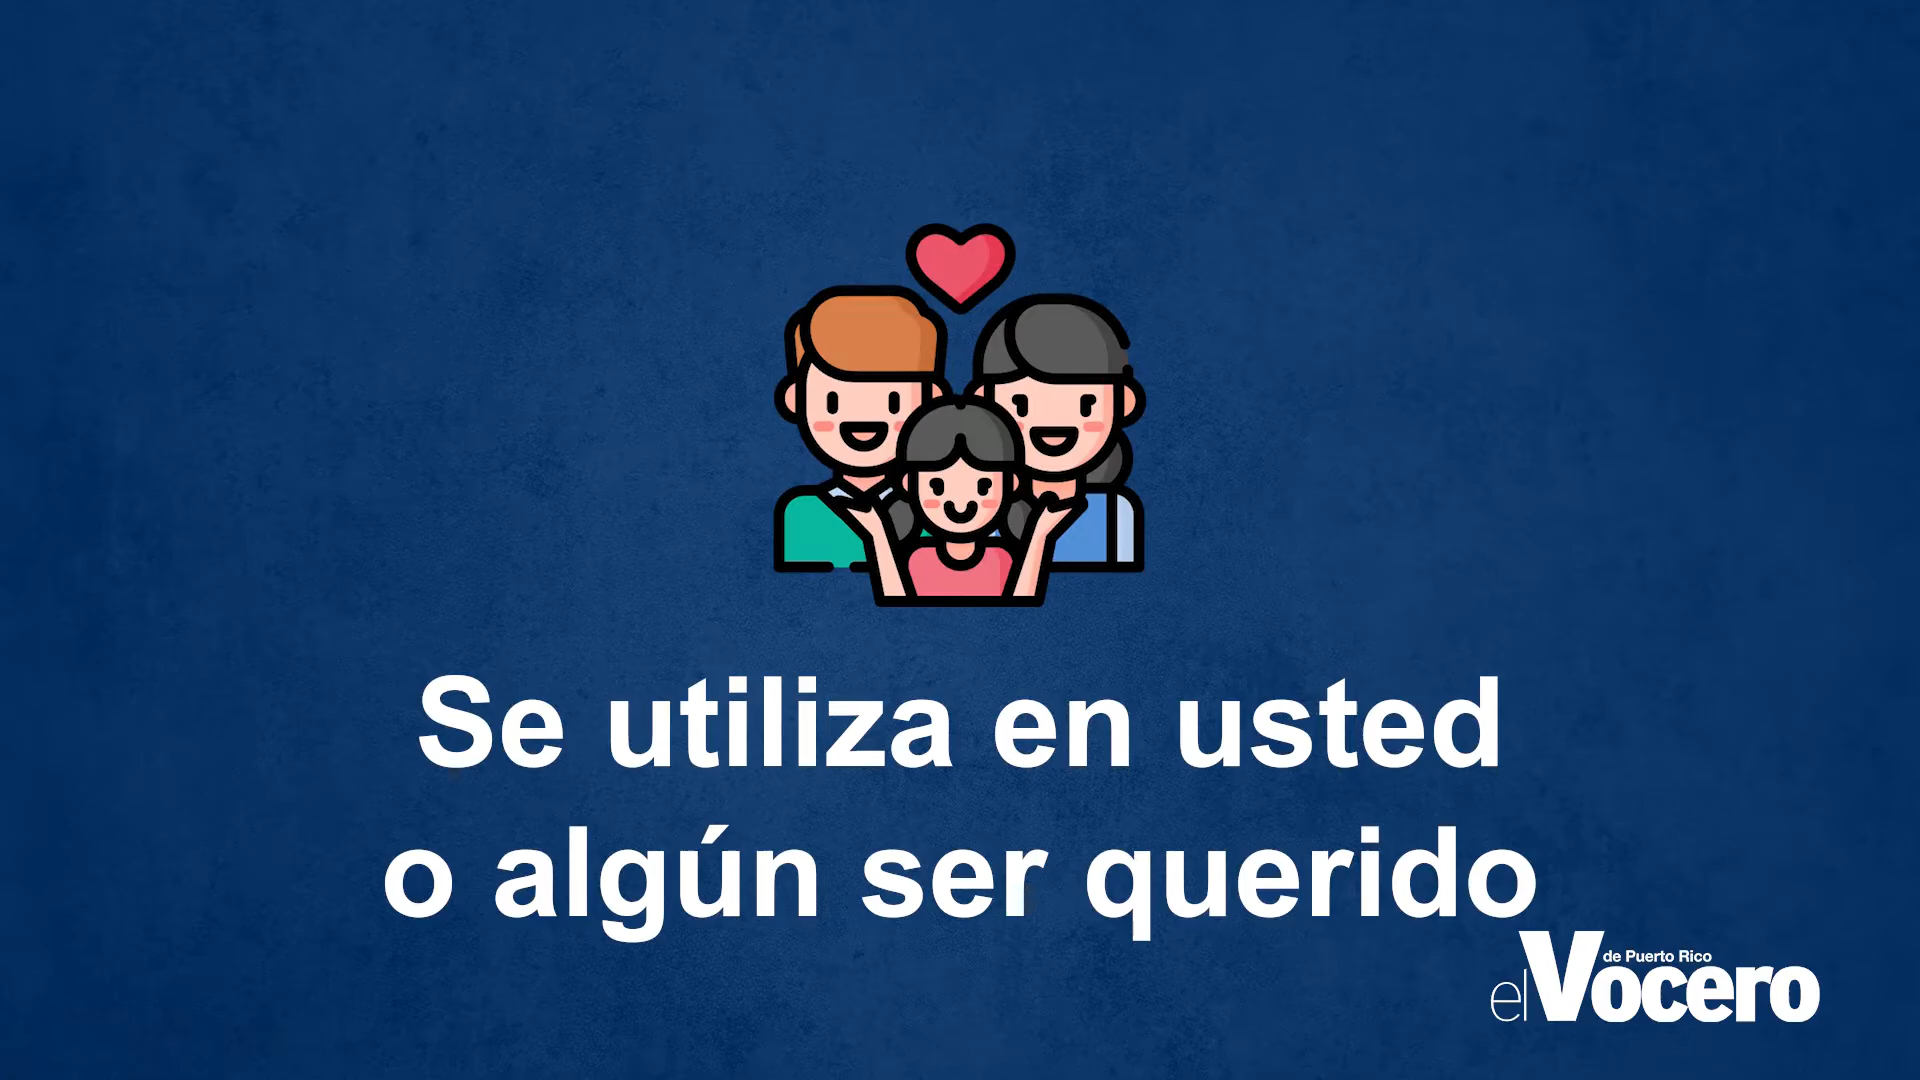 Se utiliza en usted
o algún ser querido
de Puerto Rico
el Vocero